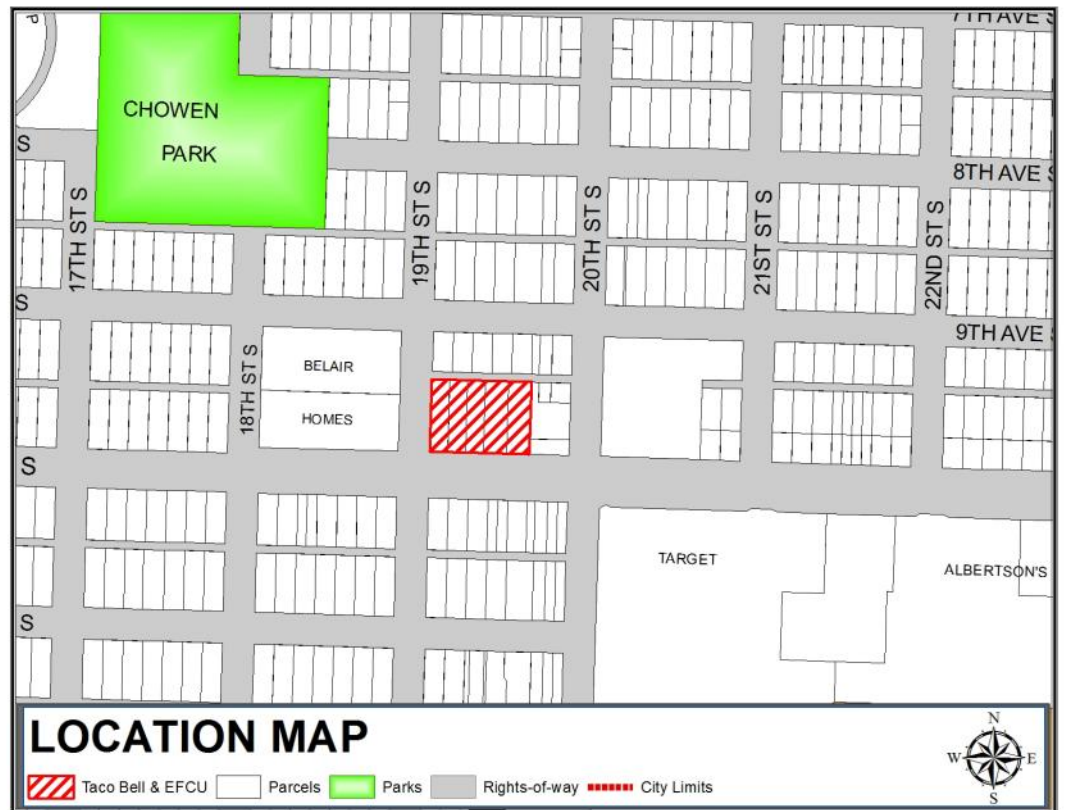 7TH AVE S
P
CHOWEN
PARK
S
8TH AVE S
17TH ST S
19TH ST S
20TH ST S
21ST ST S
22ND ST S
S
9TH AVE S
18TH ST S
BELAIR
HOMES
S
TARGET
ALBERTSON'S
S
LOCATION MAP
N
W
E
S
Taco Bell & EFCU
Parcels
Parks
Rights-of-way
City Limits